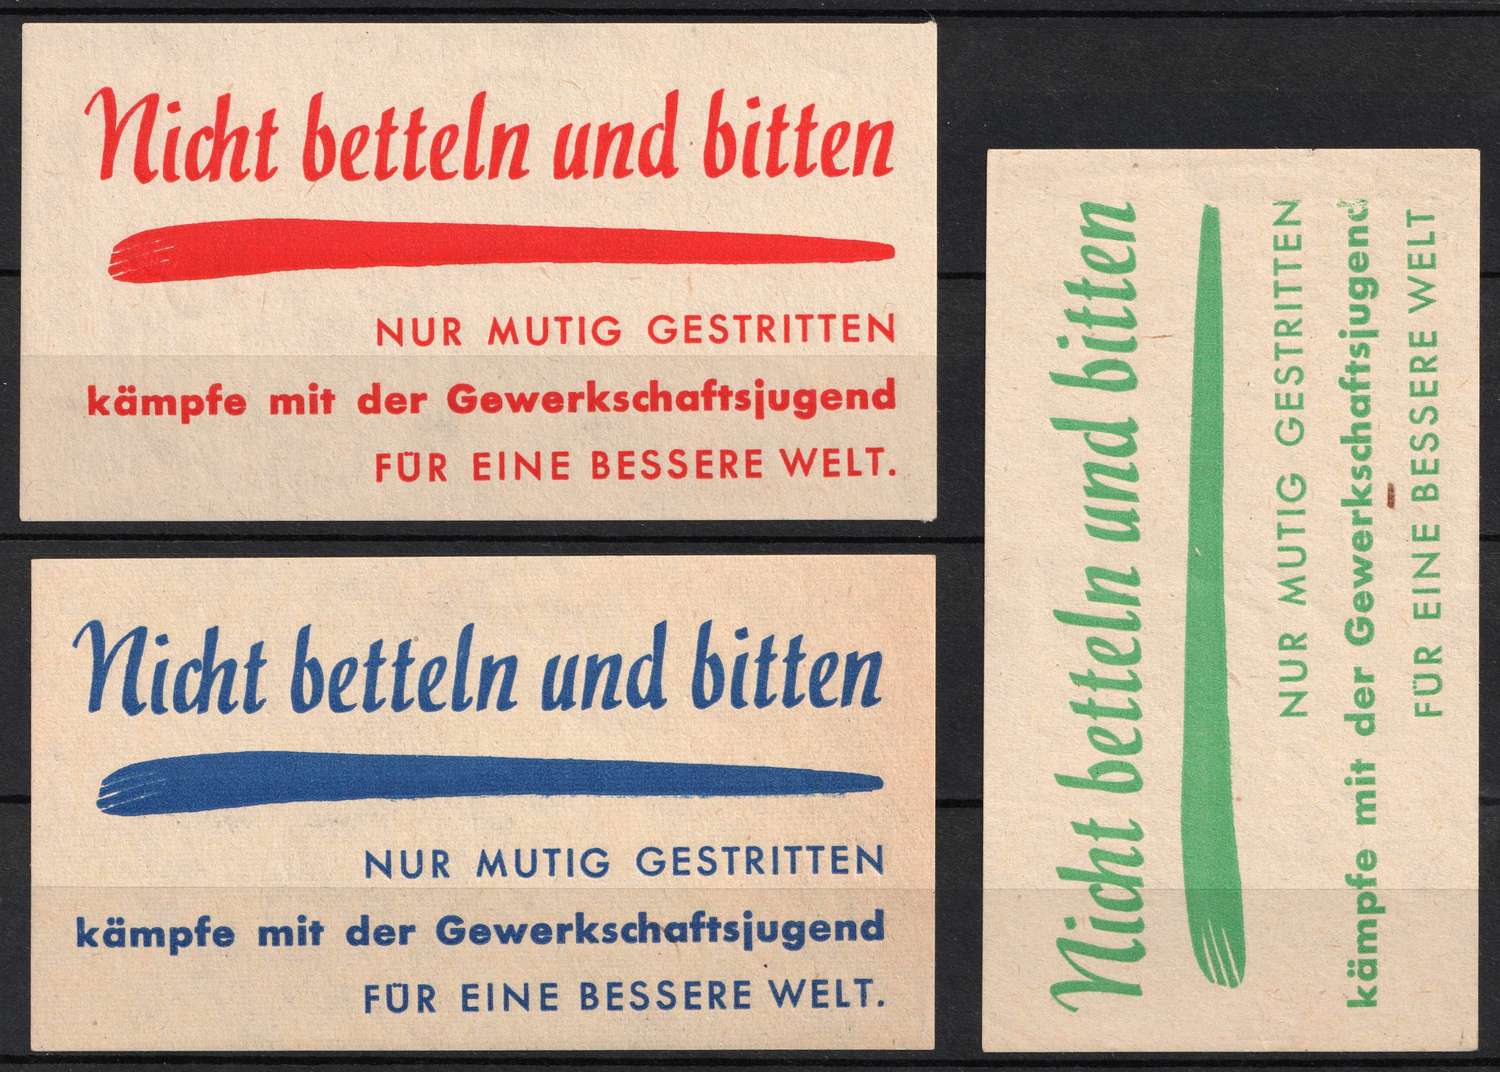 Nicht betteln und bitten
NUR MUTIG GESTRITTEN
kämpfe mit der Gewerkschaftsjugend
FÜR EINE BESSERE WELT.
Nicht betteln und bitten
NUR MUTIG GESTRITTEN
kämpfe mit der Gewerkschaftsjugend
FÜR EINE BESSERE WELT.
Nicht betteln und bitten
NUR MUTIG GESTRITTEN
kämpfe mit der Gewerkschaftsjugend
FÜR EINE BESSERE WELT